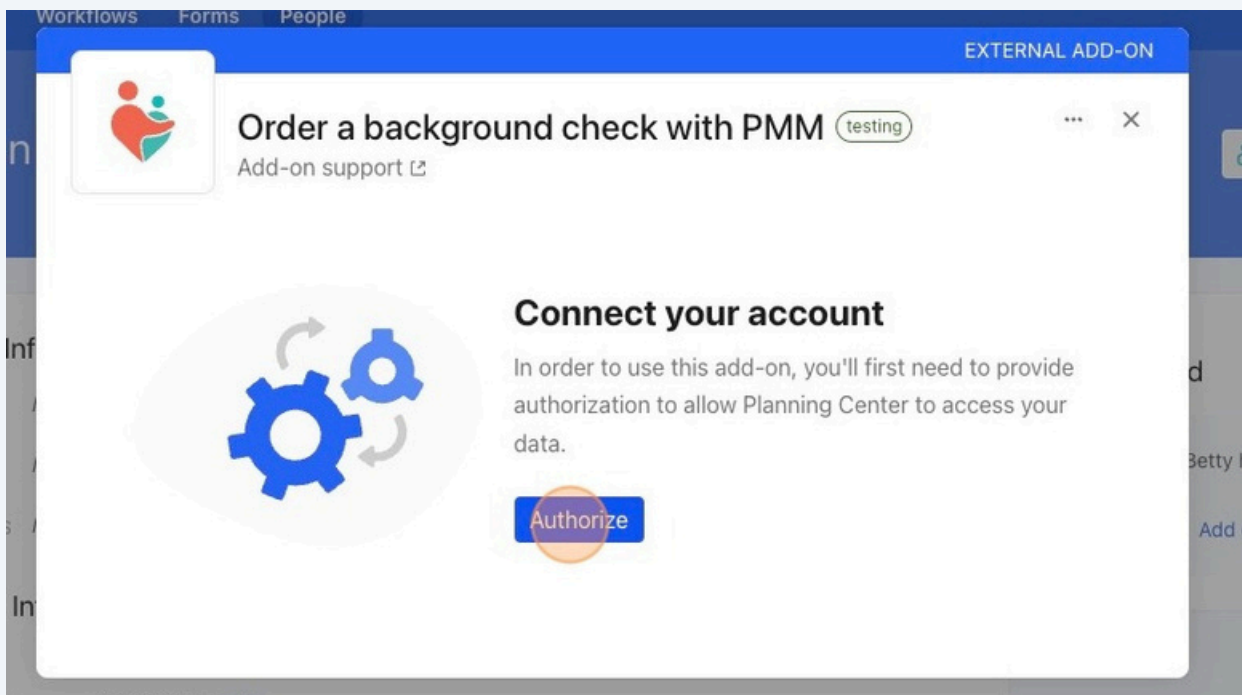 Workflows Forms People
EXTERNAL ADD-ON
Order a background check with PMM testing
Add-on support
Connect your account
In order to use this add-on, you'll first need to provide
authorization to allow Planning Center to access your
data.
Authorize
Betty
Add